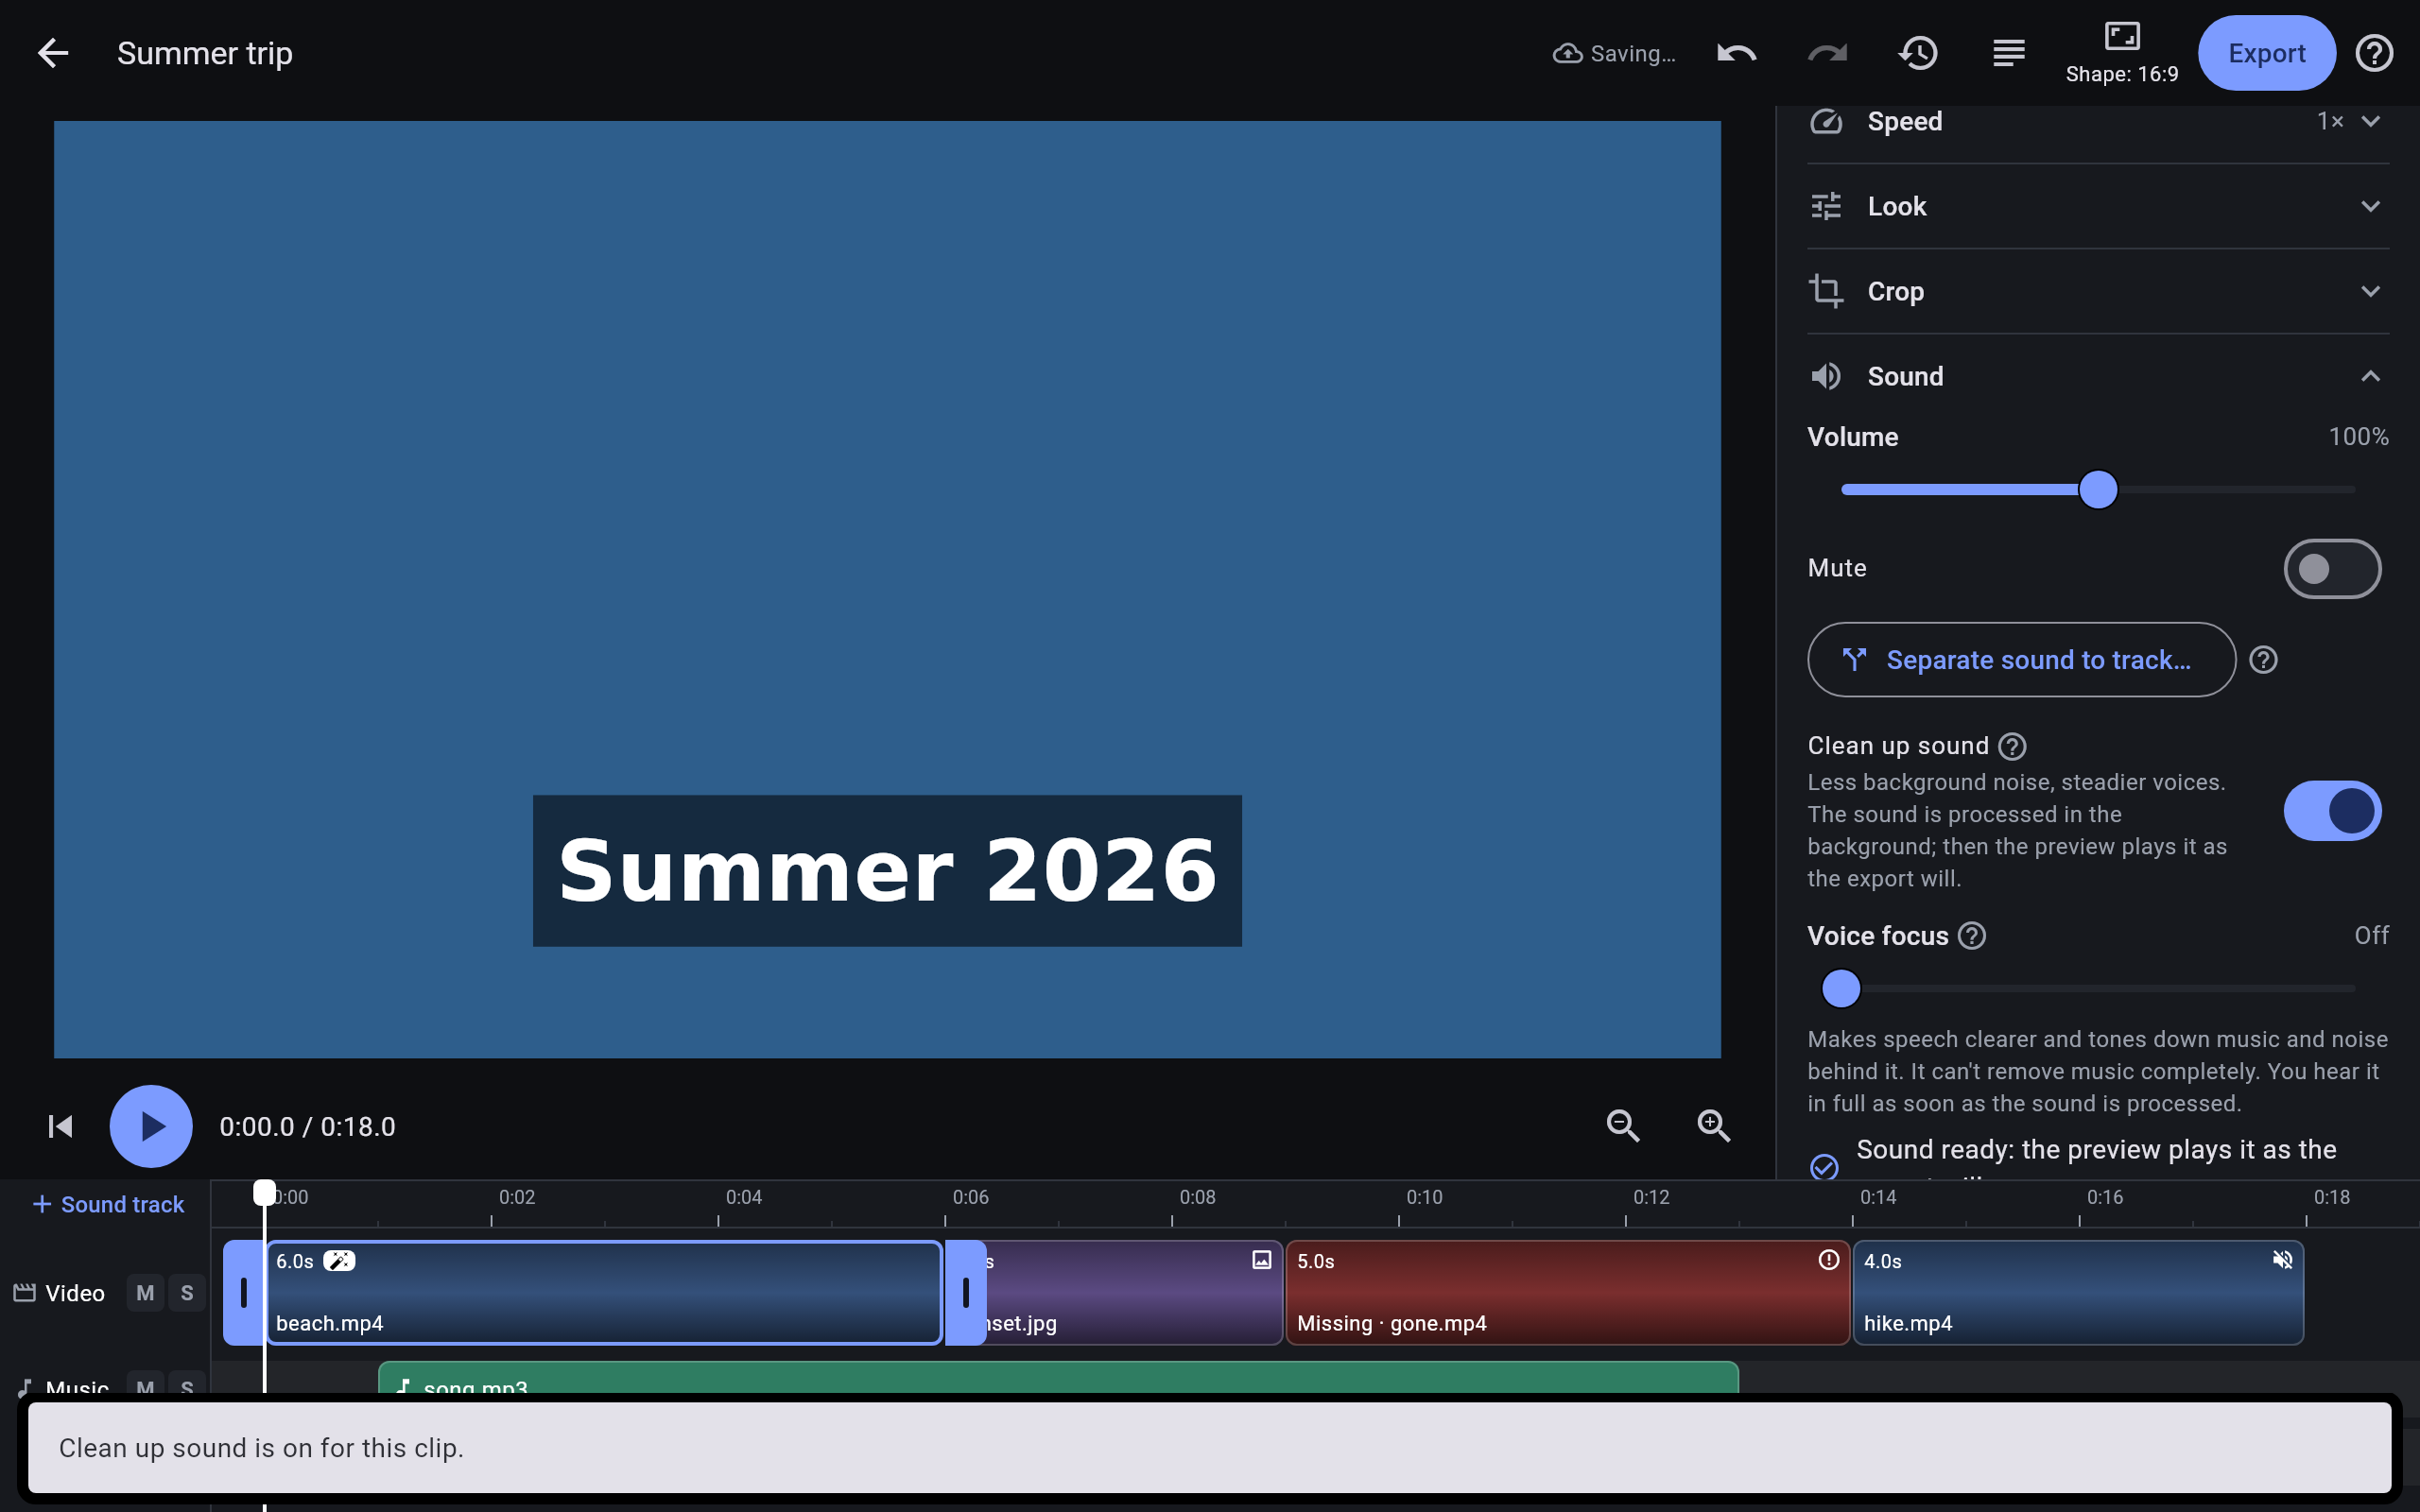 Summer trip
Saving...
Shape: 16:9
Export
Speed
1×
Look
Crop
Sound
Volume
100%
Mute
Separate sound to track...
Clean up sound
Less background noise, steadier voices.
The sound is processed in the
background; then the preview plays it as
the export will.
Voice focus
Off
Makes speech clearer and tones down music and noise
behind it. It can't remove music completely. You hear it
in full as soon as the sound is processed.
Sound ready: the preview plays it as the
Summer 2026
0:00.0 / 0:18.0
+ Sound track
0:00
0:02
0:04
0:06
0:08
0:10
0:12
0:14
0:16
0:18
Video
M
S
6.0s
beach.mp4
s
nset.jpg
5.0s
Missing · gone.mp4
4.0s
hike.mp4
Music
M
S
song.mp3
Clean up sound is on for this clip.